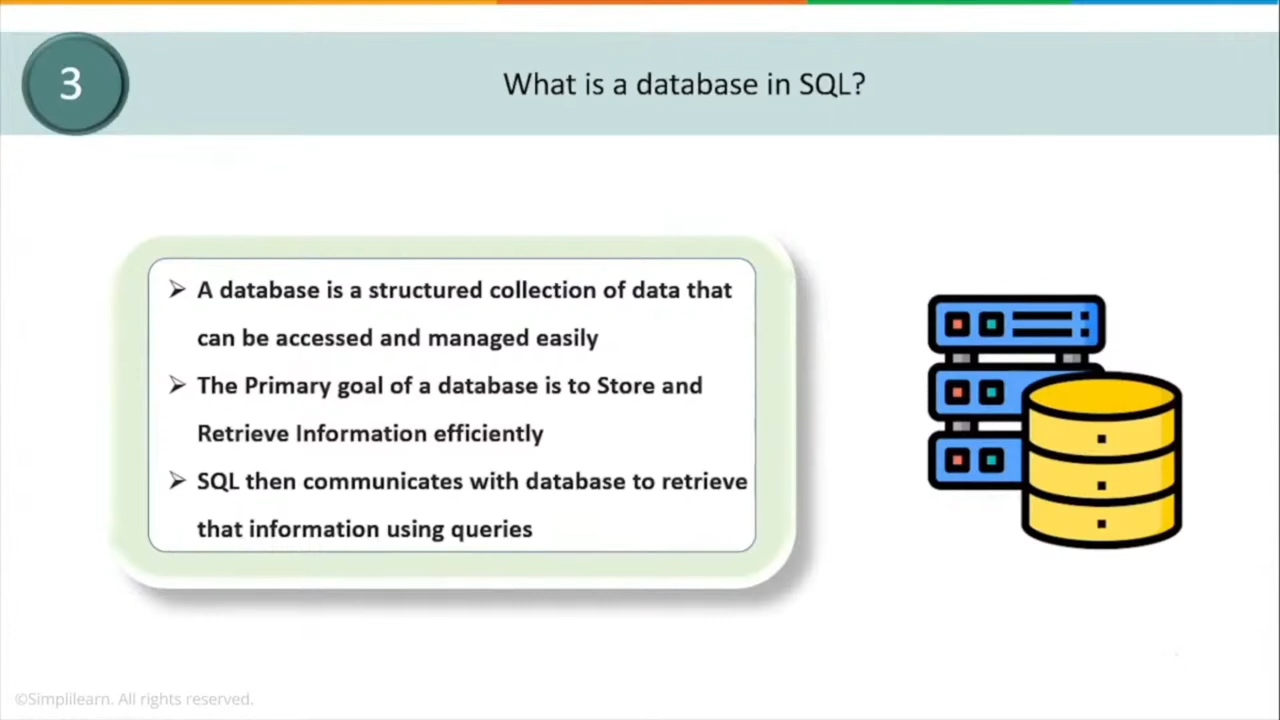 3
What is a database in SQL?
➢ A database is a structured collection of data that
can be accessed and managed easily
➢ The Primary goal of a database is to Store and
Retrieve Information efficiently
➢ SQL then communicates with database to retrieve
that information using queries
©Simplilearn. All rights reserved.